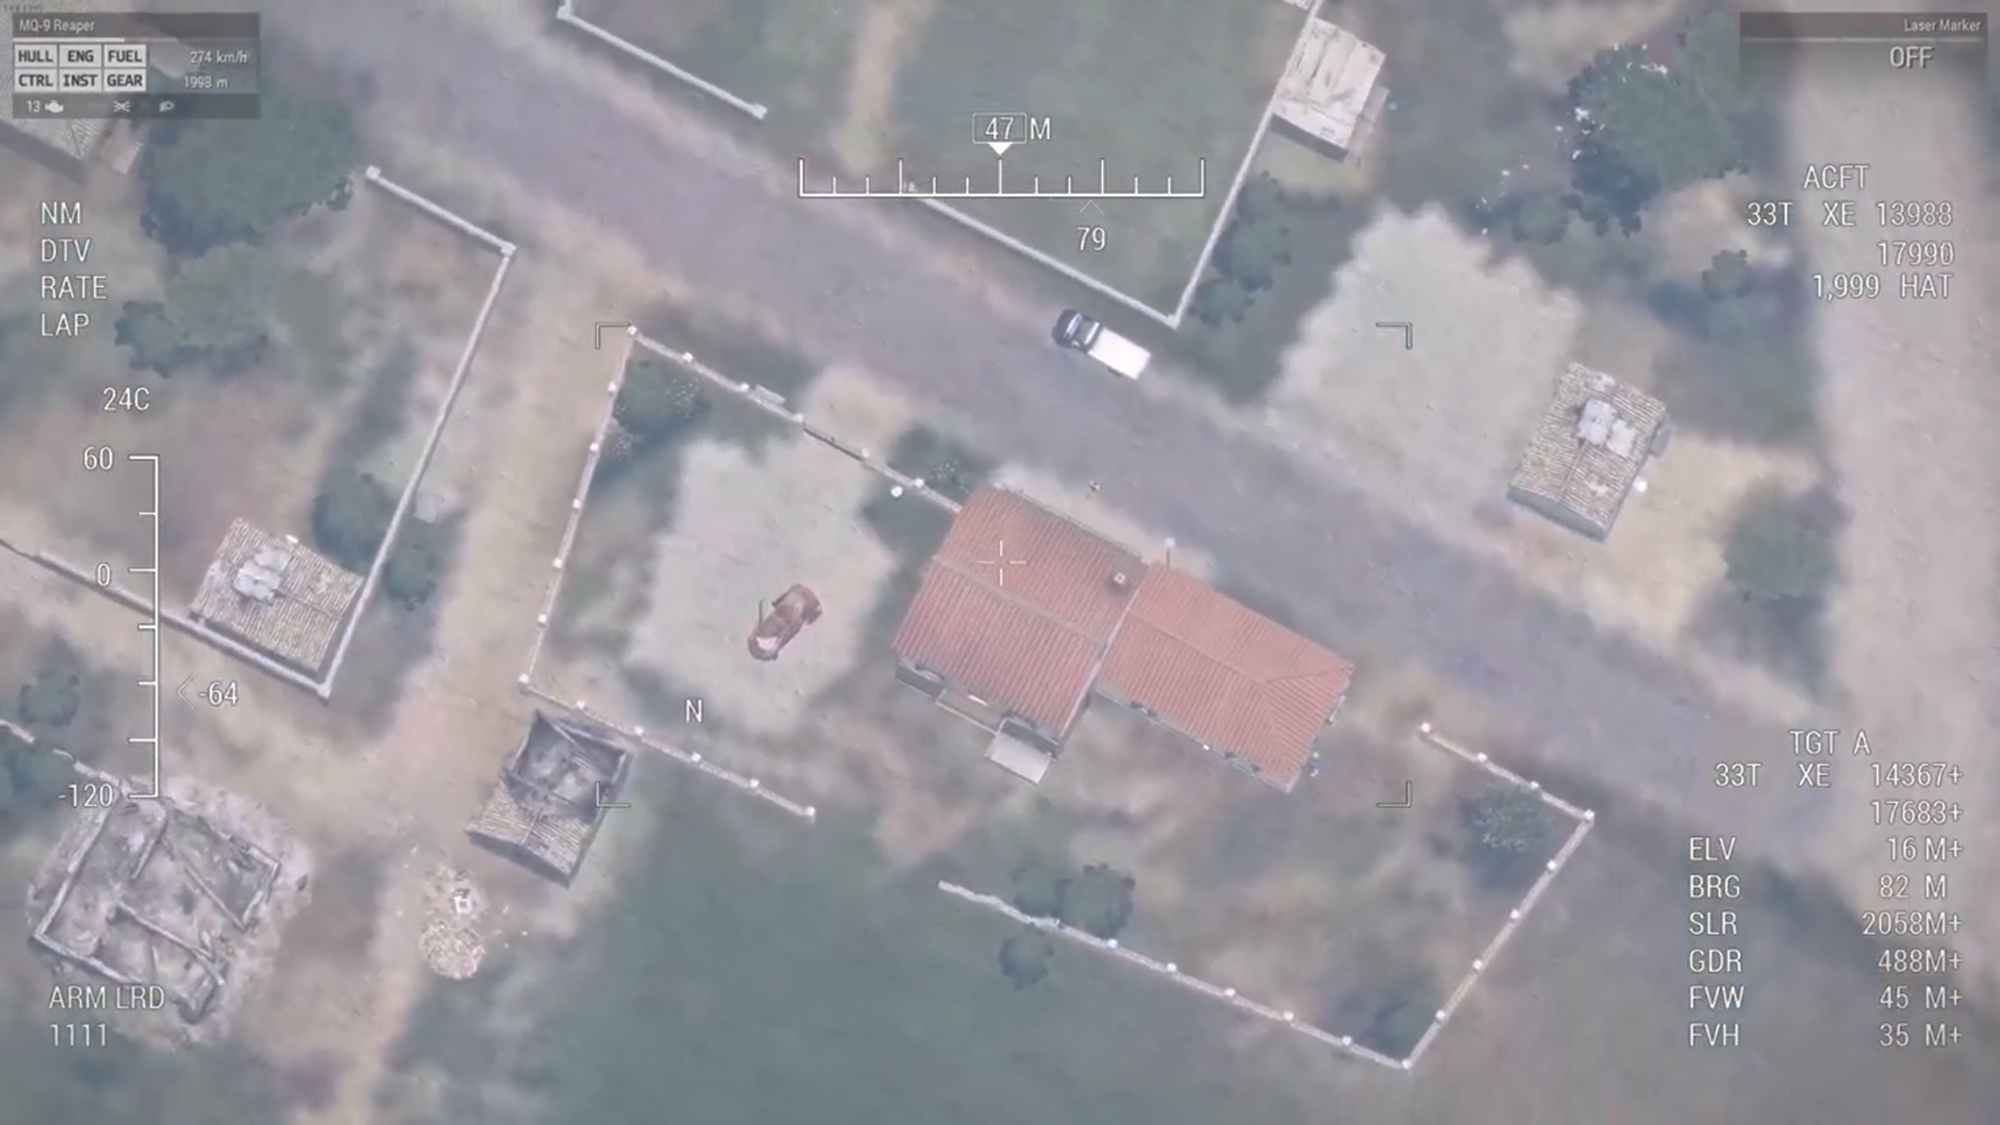 MQ-9 Reaper
HULL ENG FUEL 274 km/h
CTRL INST GEAR 1998 m
13
Laser Marker
OFF
47 M
79
NM
DTV
RATE
LAP
24C
60
0
-64
-120
N
ACFT
33T XE 13988
17990
1,999 HAT
TGT A
33T XE 14367+
17683+
ELV 16 M+
BRG 82 M
SLR 2058M+
GDR 488M+
FVW 45 M+
FVH 35 M+
ARM LRD
1111